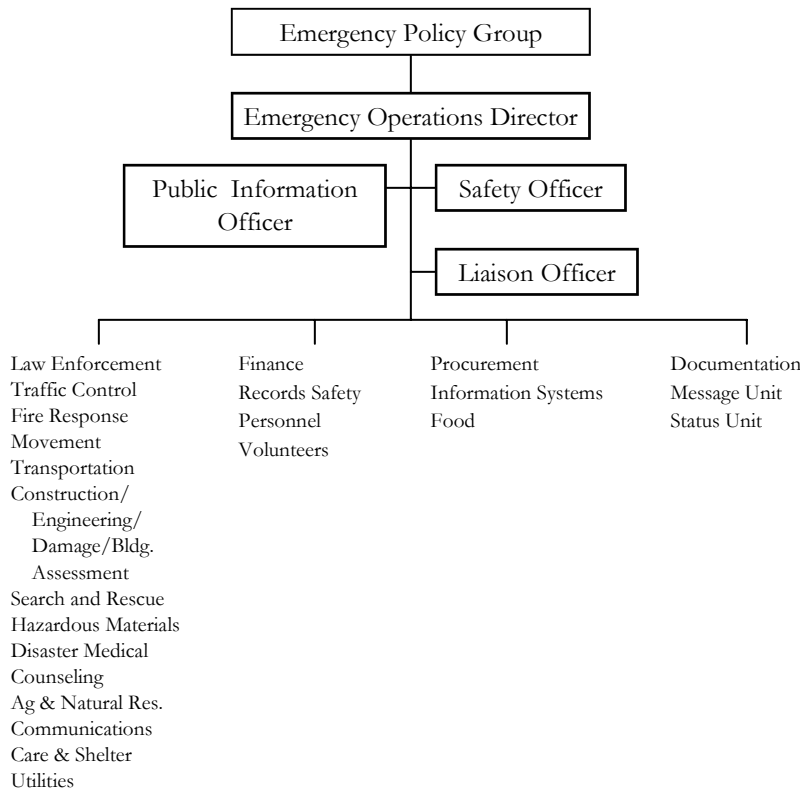 Emergency Policy Group
Emergency Operations Director
Public Information
Officer
Safety Officer
Liaison Officer
Law Enforcement
Traffic Control
Fire Response
Movement
Transportation
Construction/
Engineering/
Damage/Bldg.
Assessment
Search and Rescue
Hazardous Materials
Disaster Medical
Counseling
Ag & Natural Res.
Communications
Care & Shelter
Utilities
Finance
Records Safety
Personnel
Volunteers
Procurement
Information Systems
Food
Documentation
Message Unit
Status Unit